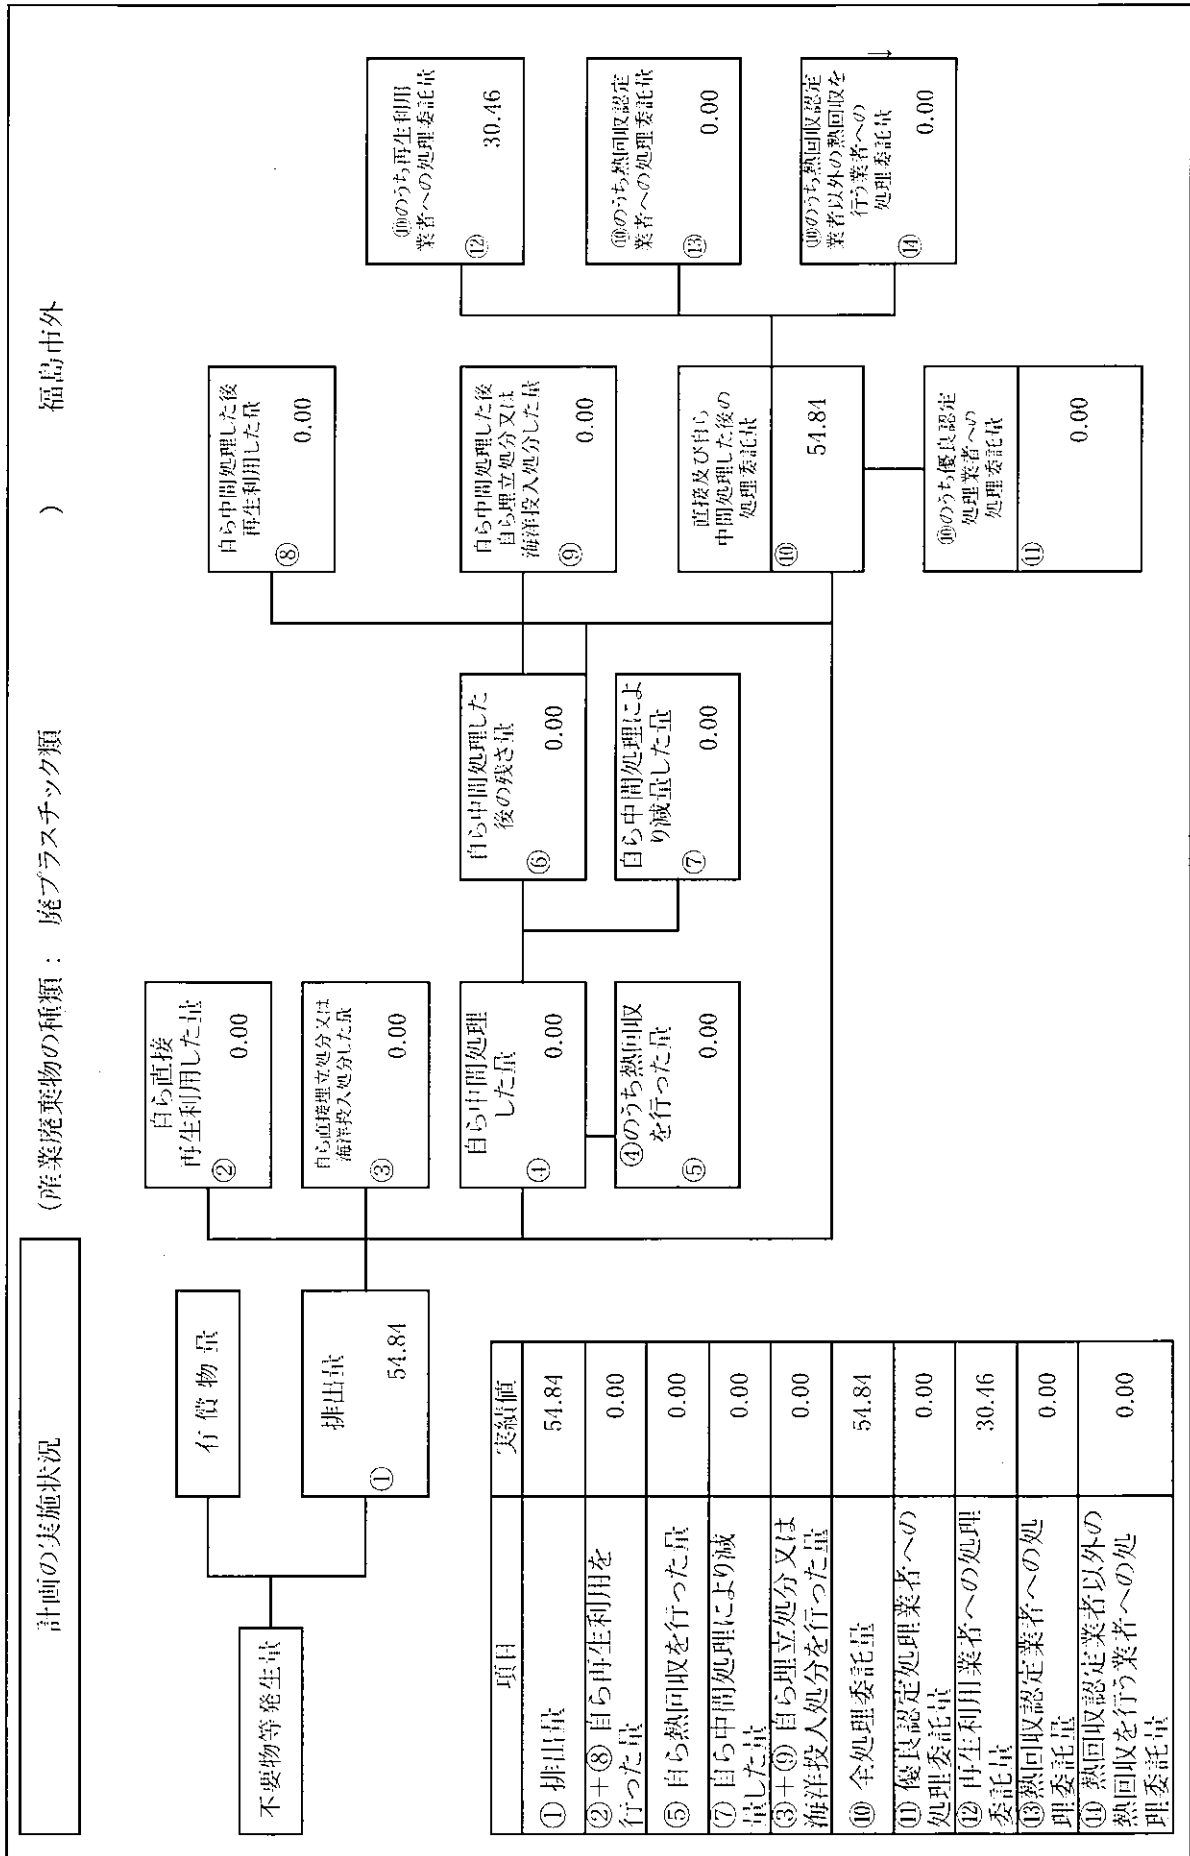 計画の実施状況
(産業廃棄物の種類： 廃プラスチック類
)
福島市外
不要物等発生量
有償物量
排出量
①
54.84
自ら直接
再生利用した量
②
0.00
自ら直接埋立処分又は
海洋投入処分した量
③
0.00
自ら中間処理
した量
④
0.00
④のうち熱回収
を行った量
⑤
0.00
自ら中間処理した
後の残さ量
⑥
0.00
自ら中間処理によ
り減量した量
⑦
0.00
自ら中間処理した後
再生利用した量
⑧
0.00
自ら中間処理した後
自ら埋立処分又は
海洋投入処分した量
⑨
0.00
直接及び自ら
中間処理した後の
処理委託量
⑩
54.84
⑩のうち優良認定
処理業者への
処理委託量
⑪
0.00
⑩のうち再生利用
業者への処理委託量
⑫
30.46
⑩のうち熱回収認定
業者への処理委託量
⑬
0.00
⑩のうち熱回収認定
業者以外の熱回収を
行う業者への
処理委託量
⑭
0.00
項目 実績値
① 排出量 54.84
②＋⑧ 自ら再生利用を
行った量 0.00
⑤ 自ら熱回収を行った量 0.00
⑦ 自ら中間処理により減
量した量 0.00
③＋⑨ 自ら埋立処分又は
海洋投入処分を行った量 0.00
⑩ 全処理委託量 54.84
⑪ 優良認定処理業者への
処理委託量 0.00
⑫ 再生利用業者への処理
委託量 30.46
⑬熱回収認定業者への処
理委託量 0.00
⑭ 熱回収認定業者以外の
熱回収を行う業者への処
理委託量 0.00